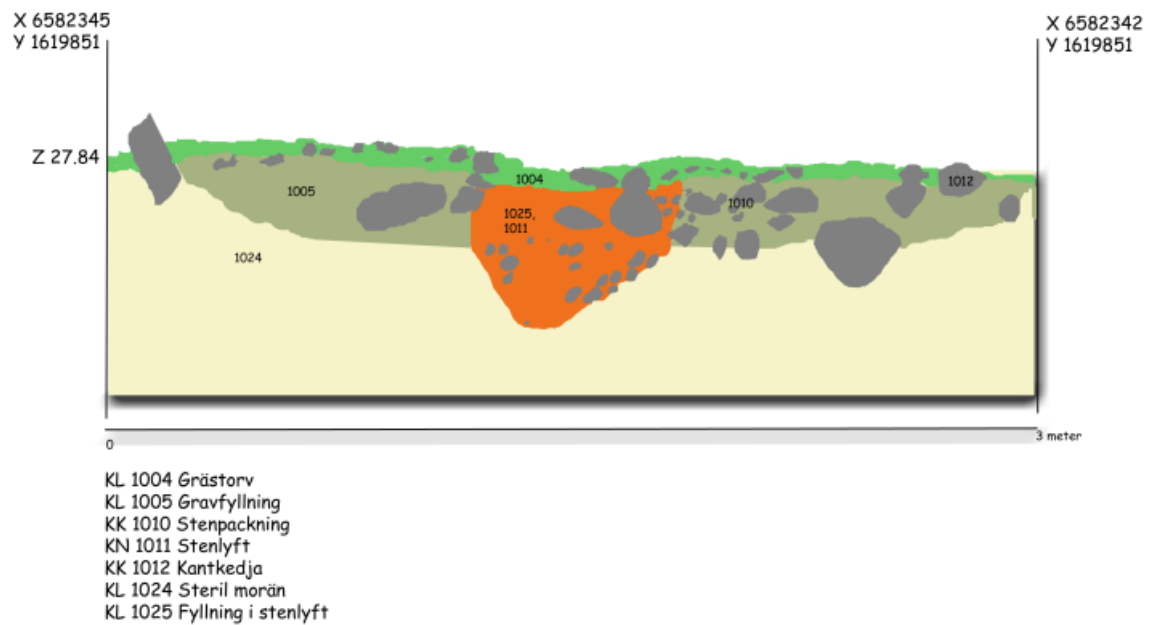 X 6582345
Y 1619851
X 6582342
Y 1619851
Z 27.84
1004
1012
1005
1010
1025,
1011
1024
0
3 meter
KL 1004 Grästorv
KL 1005 Gravfyllning
KK 1010 Stenpackning
KN 1011 Stenlyft
KK 1012 Kantkedja
KL 1024 Steril morän
KL 1025 Fyllning i stenlyft